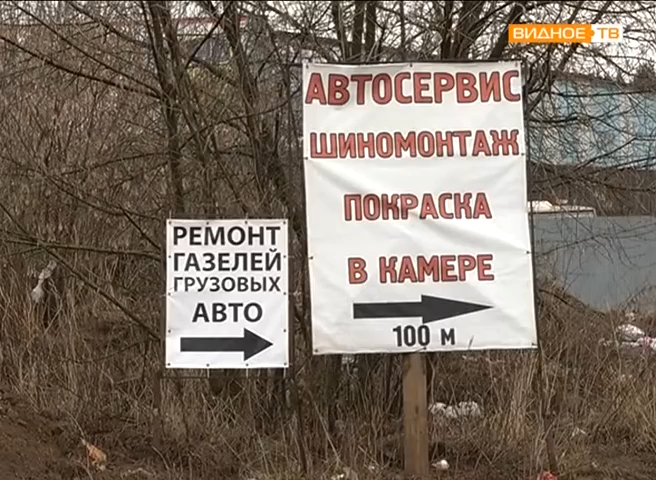 ВИДНОЕ ТВ
АВТОСЕРВИС
ШИНОМОНТАЖ
ПОКРАСКА
В КАМЕРЕ
100 м
РЕМОНТ
ГАЗЕЛЕЙ
ГРУЗОВЫХ
АВТО